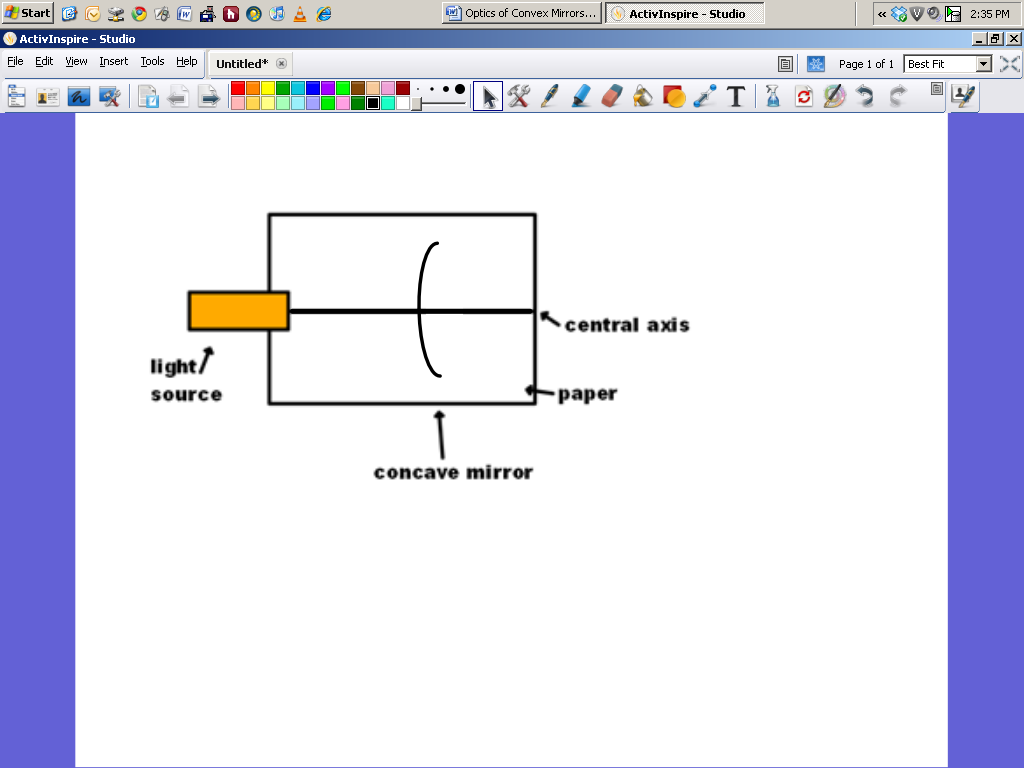 Start
Optics of Convex Mirrors...
ActivInspire - Studio
2:35 PM
ActivInspire - Studio
File Edit View Insert Tools Help
Untitled*
Page 1 of 1
Best Fit
central axis
light
source
paper
concave mirror